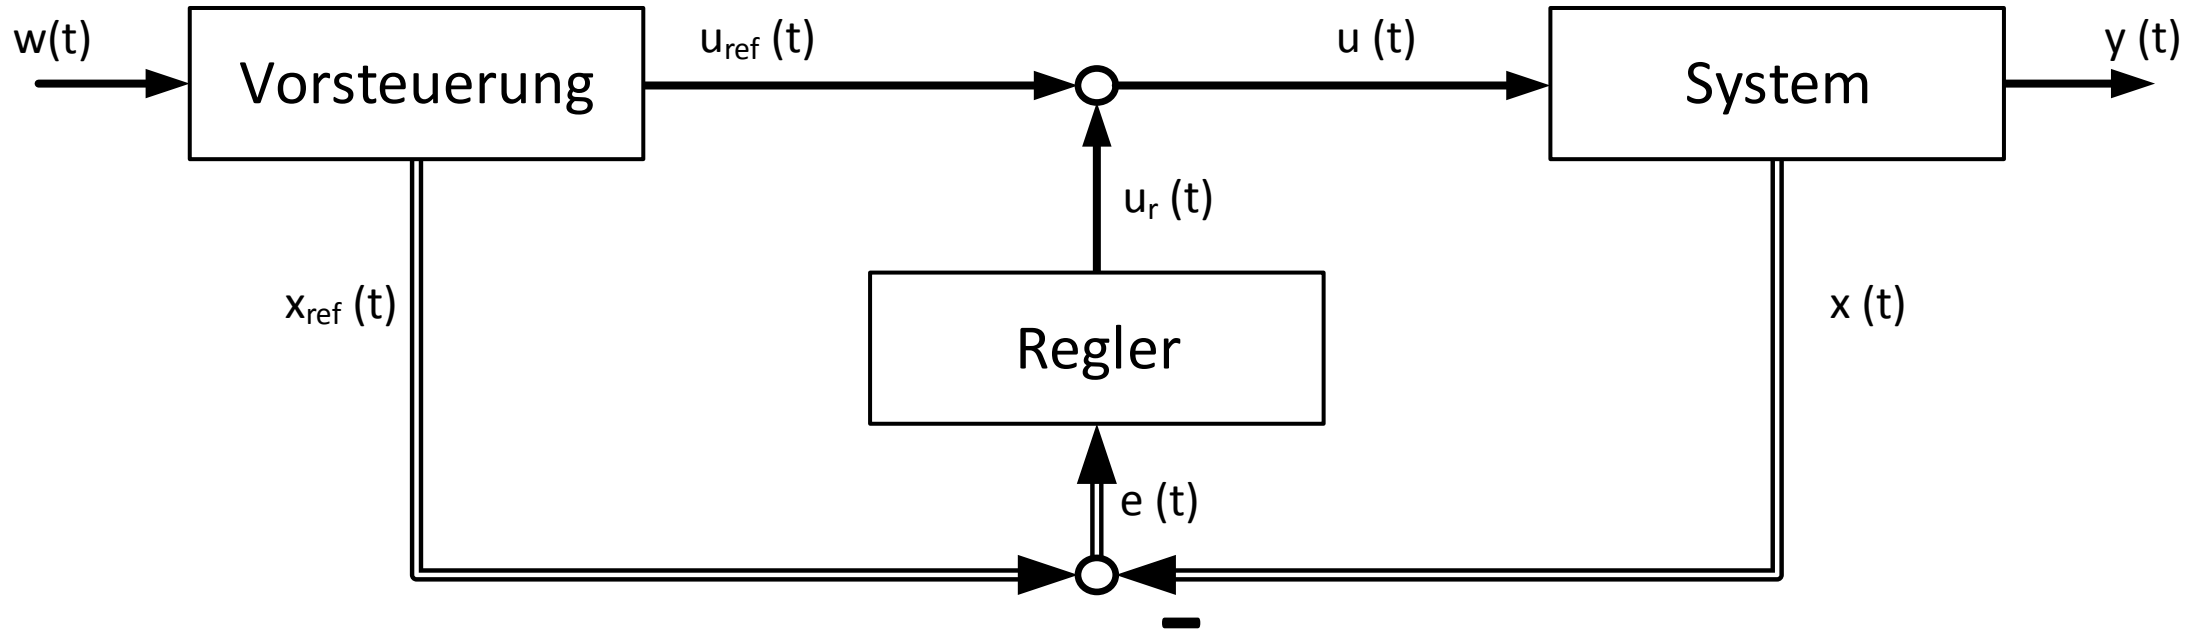 w(t)
Vorsteuerung
u_ref (t)
u (t)
System
y (t)
u_r (t)
x_ref (t)
x (t)
Regler
e (t)
-